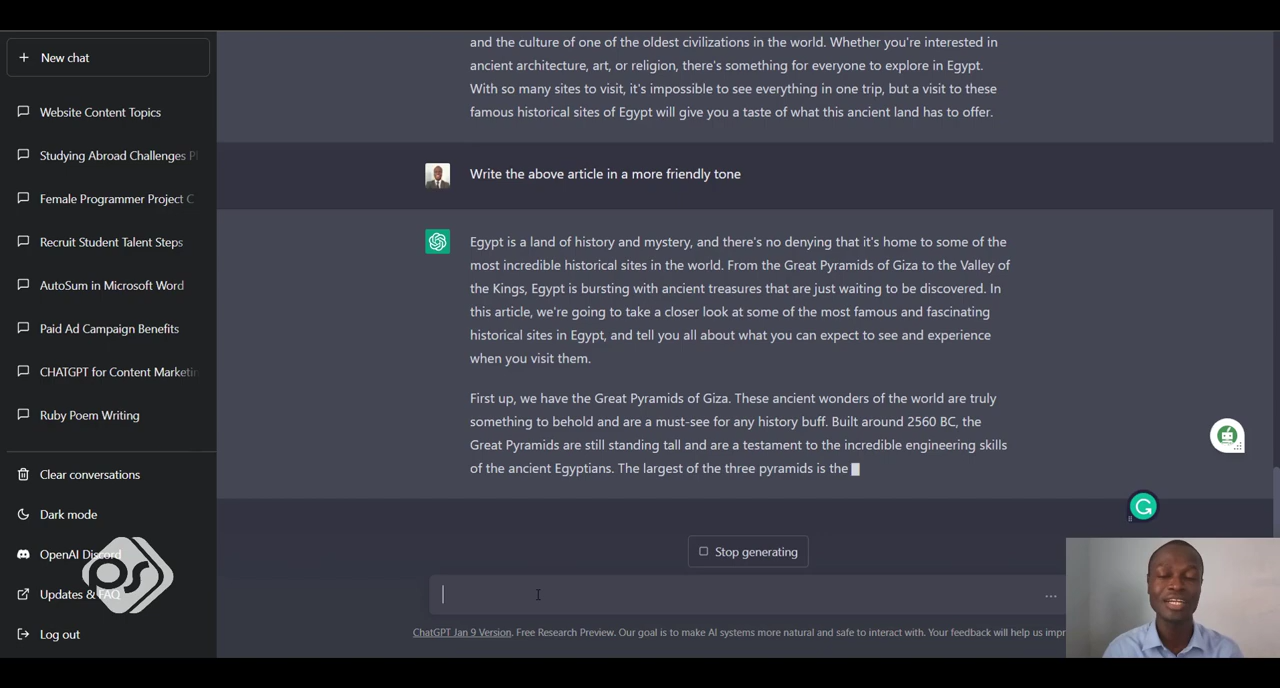 New chat
Website Content Topics
Studying Abroad Challenges
Female Programmer Project C
Recruit Student Talent Steps
AutoSum in Microsoft Word
Paid Ad Campaign Benefits
CHATGPT for Content Marketin
Ruby Poem Writing
Clear conversations
Dark mode
OpenAI Discord
Updates & FAQ
Log out
and the culture of one of the oldest civilizations in the world. Whether you're interested in
ancient architecture, art, or religion, there's something for everyone to explore in Egypt.
With so many sites to visit, it's impossible to see everything in one trip, but a visit to these
famous historical sites of Egypt will give you a taste of what this ancient land has to offer.
Write the above article in a more friendly tone
Egypt is a land of history and mystery, and there's no denying that it's home to some of the
most incredible historical sites in the world. From the Great Pyramids of Giza to the Valley of
the Kings, Egypt is bursting with ancient treasures that are just waiting to be discovered. In
this article, we're going to take a closer look at some of the most famous and fascinating
historical sites in Egypt, and tell you all about what you can expect to see and experience
when you visit them.
First up, we have the Great Pyramids of Giza. These ancient wonders of the world are truly
something to behold and are a must-see for any history buff. Built around 2560 BC, the
Great Pyramids are still standing tall and are a testament to the incredible engineering skills
of the ancient Egyptians. The largest of the three pyramids is the
Stop generating
ChatGPT Jan 9 Version. Free Research Preview. Our goal is to make AI systems more natural and safe to interact with. Your feedback will help us impr